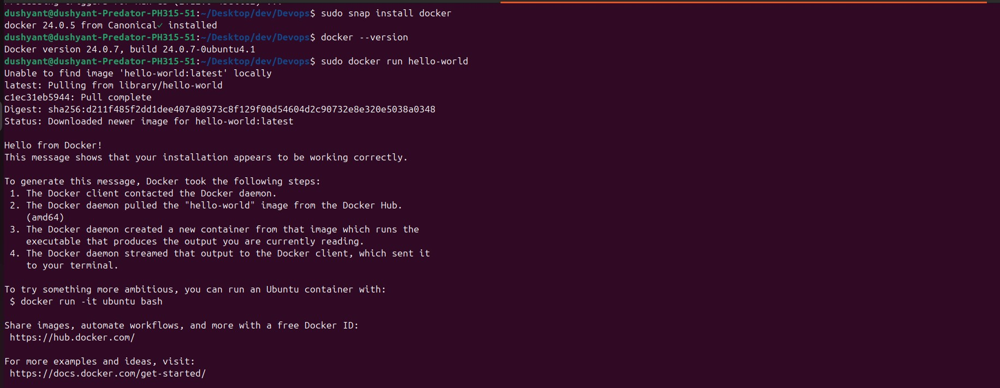 dushyant@dushyant-Predator-PH315-51:~/Desktop/dev/Devops$ sudo snap install docker
docker 24.0.5 from Canonical✓ installed
dushyant@dushyant-Predator-PH315-51:~/Desktop/dev/Devops$ docker --version
Docker version 24.0.7, build 24.0.7-0ubuntu4.1
dushyant@dushyant-Predator-PH315-51:~/Desktop/dev/Devops$ sudo docker run hello-world
Unable to find image 'hello-world:latest' locally
latest: Pulling from library/hello-world
c1ec31eb5944: Pull complete
Digest: sha256:d211f485f2dd1dee407a80973c8f129f00d54604d2c90732e8e320e5038a0348
Status: Downloaded newer image for hello-world:latest

Hello from Docker!
This message shows that your installation appears to be working correctly.

To generate this message, Docker took the following steps:
 1. The Docker client contacted the Docker daemon.
 2. The Docker daemon pulled the "hello-world" image from the Docker Hub.
    (amd64)
 3. The Docker daemon created a new container from that image which runs the
    executable that produces the output you are currently reading.
 4. The Docker daemon streamed that output to the Docker client, which sent it
    to your terminal.

To try something more ambitious, you can run an Ubuntu container with:
 $ docker run -it ubuntu bash

Share images, automate workflows, and more with a free Docker ID:
 https://hub.docker.com/

For more examples and ideas, visit:
 https://docs.docker.com/get-started/